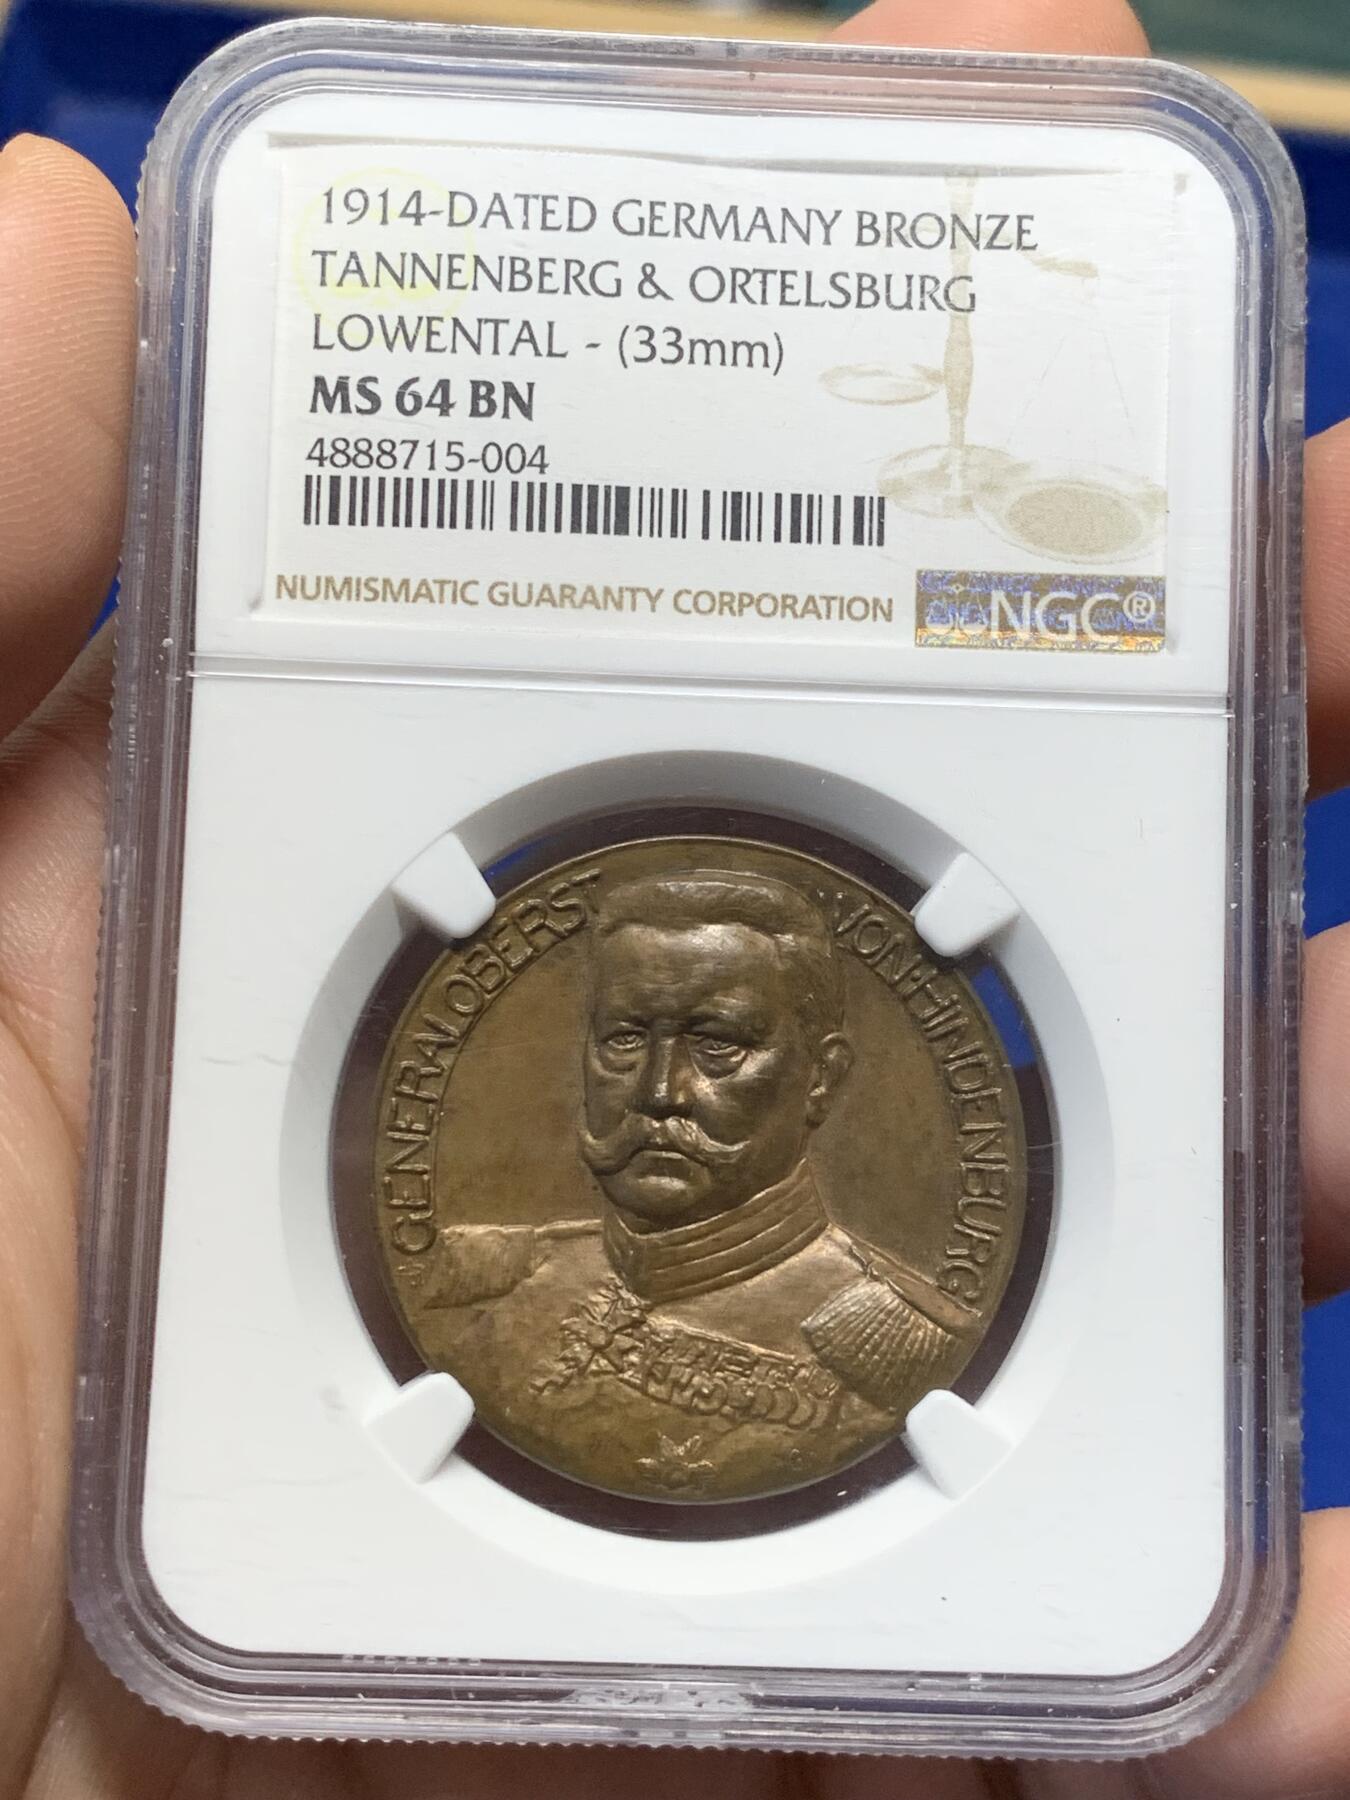 1914-DATED GERMANY BRONZE
TANNENBERG & ORTELSBURG
LOWENTAL - (33mm)
MS 64 BN
4888715-004
NUMISMATIC GUARANTY CORPORATION
NGC®
GENERALOBERST VON·HINDENBURG